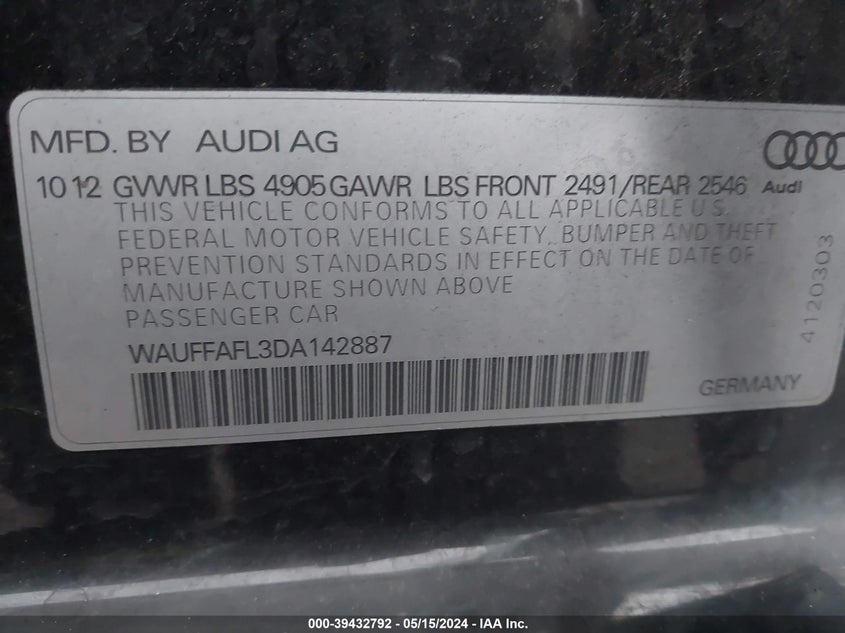 MFD. BY AUDI AG
10 12 GVWR LBS 4905 GAWR LBS FRONT 2491/REAR 2546
Audi
THIS VEHICLE CONFORMS TO ALL APPLICABLE U.S.
FEDERAL MOTOR VEHICLE SAFETY, BUMPER AND THEFT
PREVENTION STANDARDS IN EFFECT ON THE DATE OF
MANUFACTURE SHOWN ABOVE
PASSENGER CAR
4120303
WAUFFAFL3DA142887
GERMANY
000-39432792 - 05/15/2024 - IAA Inc.